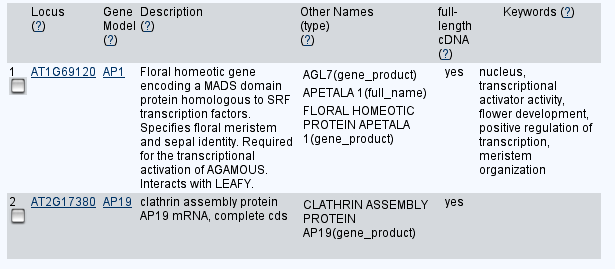 Locus Gene Description Other Names full- Keywords (?)
(?) Model (type) length
(?) (?) cDNA
(?)
1 AT1G69120 AP1 Floral homeotic gene AGL7(gene_product) yes nucleus,
encoding a MADS domain APETALA 1(full_name) transcriptional
protein homologous to SRF FLORAL HOMEOTIC activator activity,
transcription factors. PROTEIN APETALA flower development,
Specifies floral meristem 1(gene_product) positive regulation of
and sepal identity. Required transcription,
for the transcriptional meristem
activation of AGAMOUS. organization
Interacts with LEAFY.
2 AT2G17380 AP19 clathrin assembly protein CLATHRIN ASSEMBLY yes
AP19 mRNA, complete cds PROTEIN
AP19(gene_product)